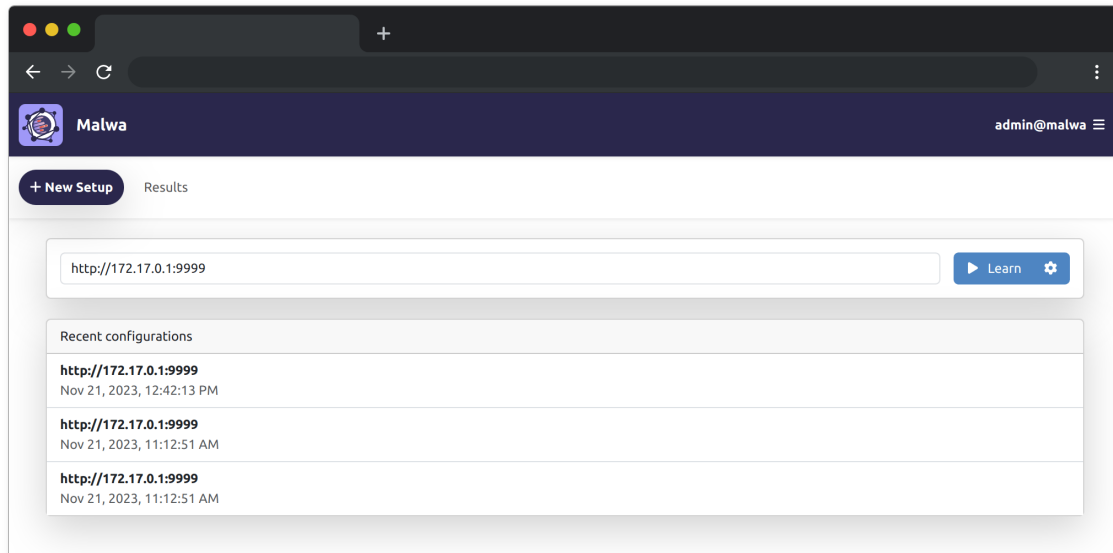 Malwa
admin@malwa
+ New Setup
Results
http://172.17.0.1:9999
Learn
Recent configurations
http://172.17.0.1:9999
Nov 21, 2023, 12:42:13 PM
http://172.17.0.1:9999
Nov 21, 2023, 11:12:51 AM
http://172.17.0.1:9999
Nov 21, 2023, 11:12:51 AM